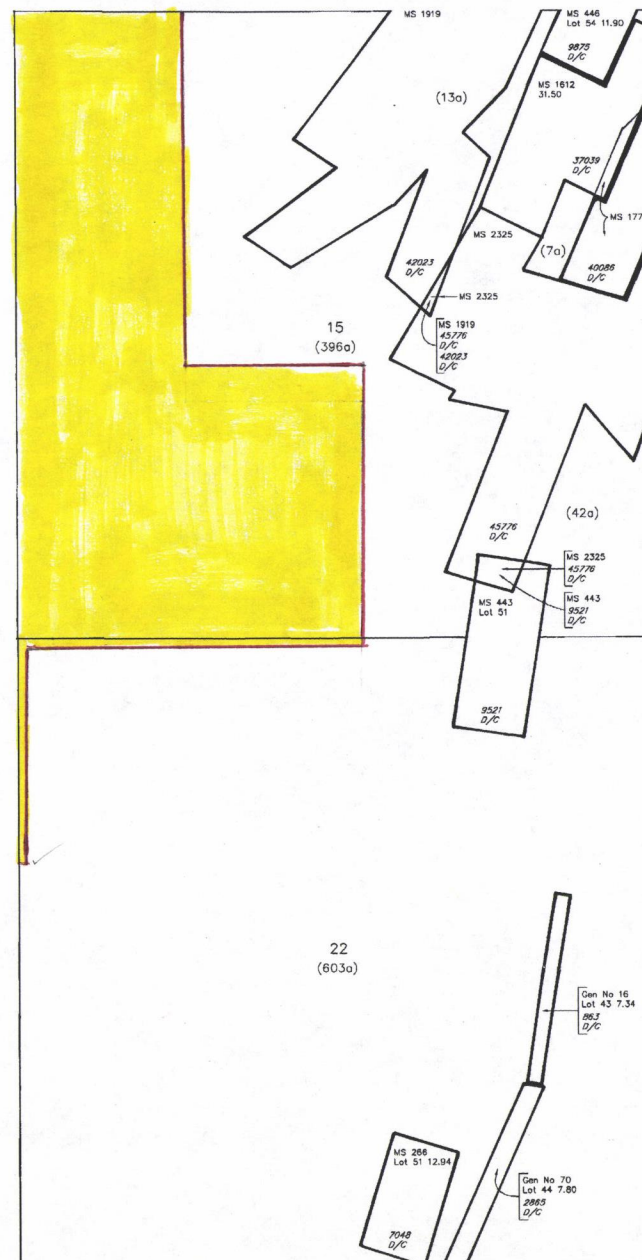 MS 1919
MS 446
Lot 54 11.90
9875
D/C
MS 1612
31.50
(13a)
37039
D/C
MS 177
MS 2325
(7a)
42023
D/C
40086
D/C
MS 2325
MS 1919
45776
D/C
42023
D/C
15
(396a)
45776
D/C
(42a)
MS 2325
45776
D/C
MS 443
9521
D/C
MS 443
Lot 51
9521
D/C
22
(603a)
Gen No 16
Lot 43 7.34
863
D/C
MS 266
Lot 51 12.94
7048
D/C
Gen No 70
Lot 44 7.80
2865
D/C